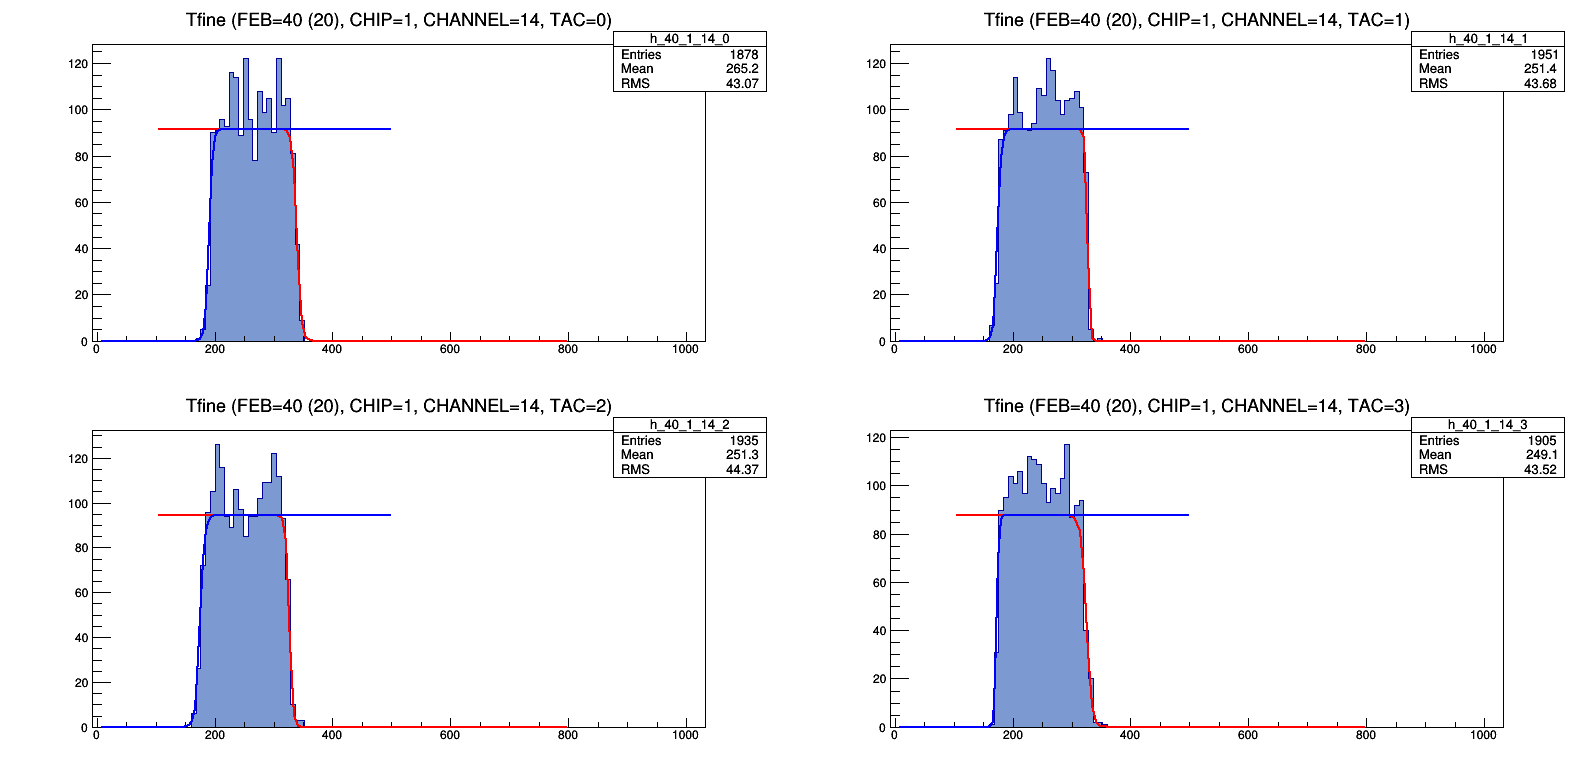 Tfine (FEB=40 (20), CHIP=1, CHANNEL=14, TAC=0)
h_40_1_14_0
Entries 1878
Mean 265.2
RMS 43.07
120
100
80
60
40
20
0
0 200 400 600 800 1000
Tfine (FEB=40 (20), CHIP=1, CHANNEL=14, TAC=1)
h_40_1_14_1
Entries 1951
Mean 251.4
RMS 43.68
120
100
80
60
40
20
0
0 200 400 600 800 1000
Tfine (FEB=40 (20), CHIP=1, CHANNEL=14, TAC=2)
h_40_1_14_2
Entries 1935
Mean 251.3
RMS 44.37
120
100
80
60
40
20
0
0 200 400 600 800 1000
Tfine (FEB=40 (20), CHIP=1, CHANNEL=14, TAC=3)
h_40_1_14_3
Entries 1905
Mean 249.1
RMS 43.52
120
100
80
60
40
20
0
0 200 400 600 800 1000